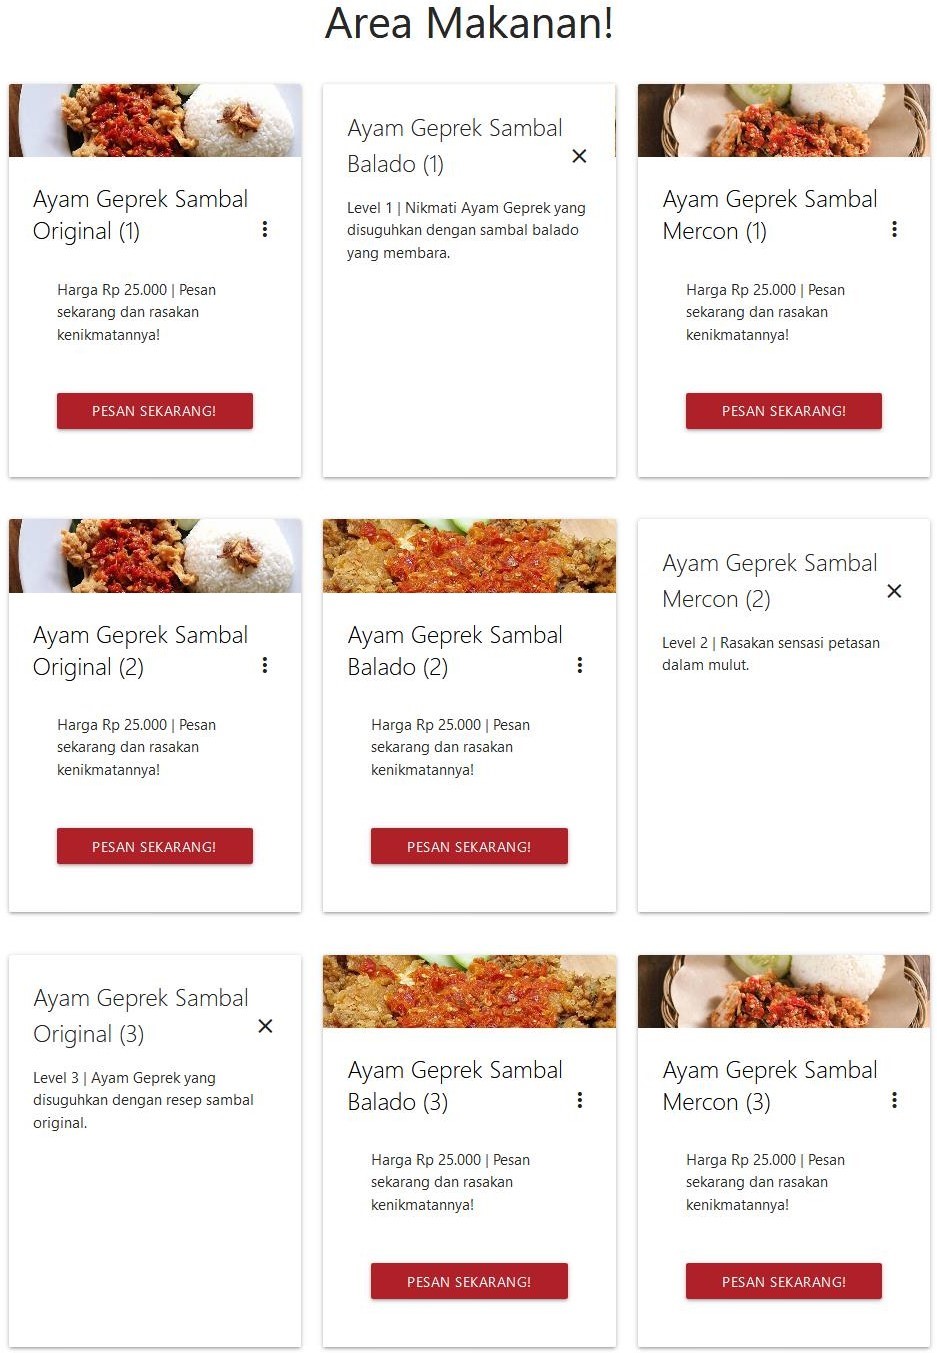 Area Makanan!
Ayam Geprek Sambal
Original (1)
Harga Rp 25.000 | Pesan
sekarang dan rasakan
kenikmatannya!
PESAN SEKARANG!
Ayam Geprek Sambal
Balado (1)
Level 1 | Nikmati Ayam Geprek yang
disuguhkan dengan sambal balado
yang membara.
Ayam Geprek Sambal
Mercon (1)
Harga Rp 25.000 | Pesan
sekarang dan rasakan
kenikmatannya!
PESAN SEKARANG!
Ayam Geprek Sambal
Original (2)
Harga Rp 25.000 | Pesan
sekarang dan rasakan
kenikmatannya!
PESAN SEKARANG!
Ayam Geprek Sambal
Balado (2)
Harga Rp 25.000 | Pesan
sekarang dan rasakan
kenikmatannya!
PESAN SEKARANG!
Ayam Geprek Sambal
Mercon (2)
Level 2 | Rasakan sensasi petasan
dalam mulut.
Ayam Geprek Sambal
Original (3)
Level 3 | Ayam Geprek yang
disuguhkan dengan resep sambal
original.
Ayam Geprek Sambal
Balado (3)
Harga Rp 25.000 | Pesan
sekarang dan rasakan
kenikmatannya!
PESAN SEKARANG!
Ayam Geprek Sambal
Mercon (3)
Harga Rp 25.000 | Pesan
sekarang dan rasakan
kenikmatannya!
PESAN SEKARANG!